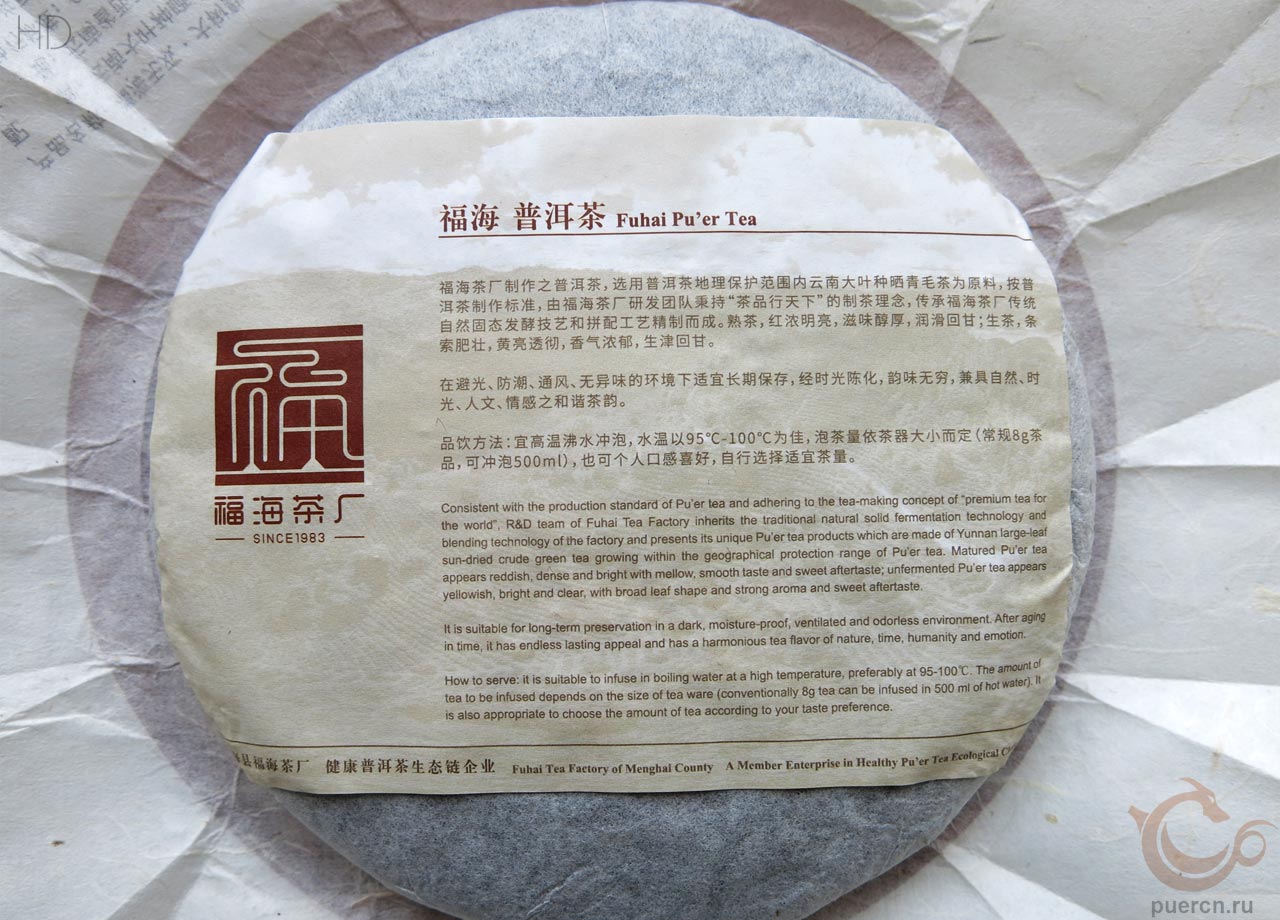 HD
福海 普洱茶 Fuhai Pu’er Tea
福海茶厂制作之普洱茶，选用普洱茶地理保护范围内云南大叶种晒青毛茶为原料，按普
洱茶制作标准，由福海茶厂研发团队秉持“茶品行天下”的制茶理念，传承福海茶厂传统
自然固态发酵技艺和拼配工艺精制而成。熟茶，红浓明亮，滋味醇厚，润滑回甘；生茶，条
索肥壮，黄亮透彻，香气浓郁，生津回甘。
在避光、防潮、通风、无异味的环境下适宜长期保存，经时光陈化，韵味无穷，兼具自然、时
光、人文、情感之和谐茶韵。
品饮方法：宜高温沸水冲泡，水温以95℃-100℃为佳，泡茶量依茶器大小而定（常规8g茶
品，可冲泡500ml），也可个人口感喜好，自行选择适宜茶量。
福
福海茶厂
SINCE1983
Consistent with the production standard of Pu’er tea and adhering to the tea-making concept of “premium tea for
the world”, R&D team of Fuhai Tea Factory inherits the traditional natural solid fermentation technology and
blending technology of the factory and presents its unique Pu’er tea products which are made of Yunnan large-leaf
sun-dried crude green tea growing within the geographical protection range of Pu’er tea. Matured Pu’er tea
appears reddish, dense and bright with mellow, smooth taste and sweet aftertaste; unfermented Pu’er tea appears
yellowish, bright and clear, with broad leaf shape and strong aroma and sweet aftertaste.
It is suitable for long-term preservation in a dark, moisture-proof, ventilated and odorless environment. After aging
in time, it has endless lasting appeal and has a harmonious tea flavor of nature, time, humanity and emotion.
How to serve: it is suitable to infuse in boiling water at a high temperature, preferably at 95-100℃. The amount of
tea to be infused depends on the size of tea ware (conventionally 8g tea can be infused in 500 ml of hot water). It
is also appropriate to choose the amount of tea according to your taste preference.
县福海茶厂 健康普洱茶生态链企业 Fuhai Tea Factory of Menghai County A Member Enterprise in Healthy Pu’er Tea Ecological
puercn.ru